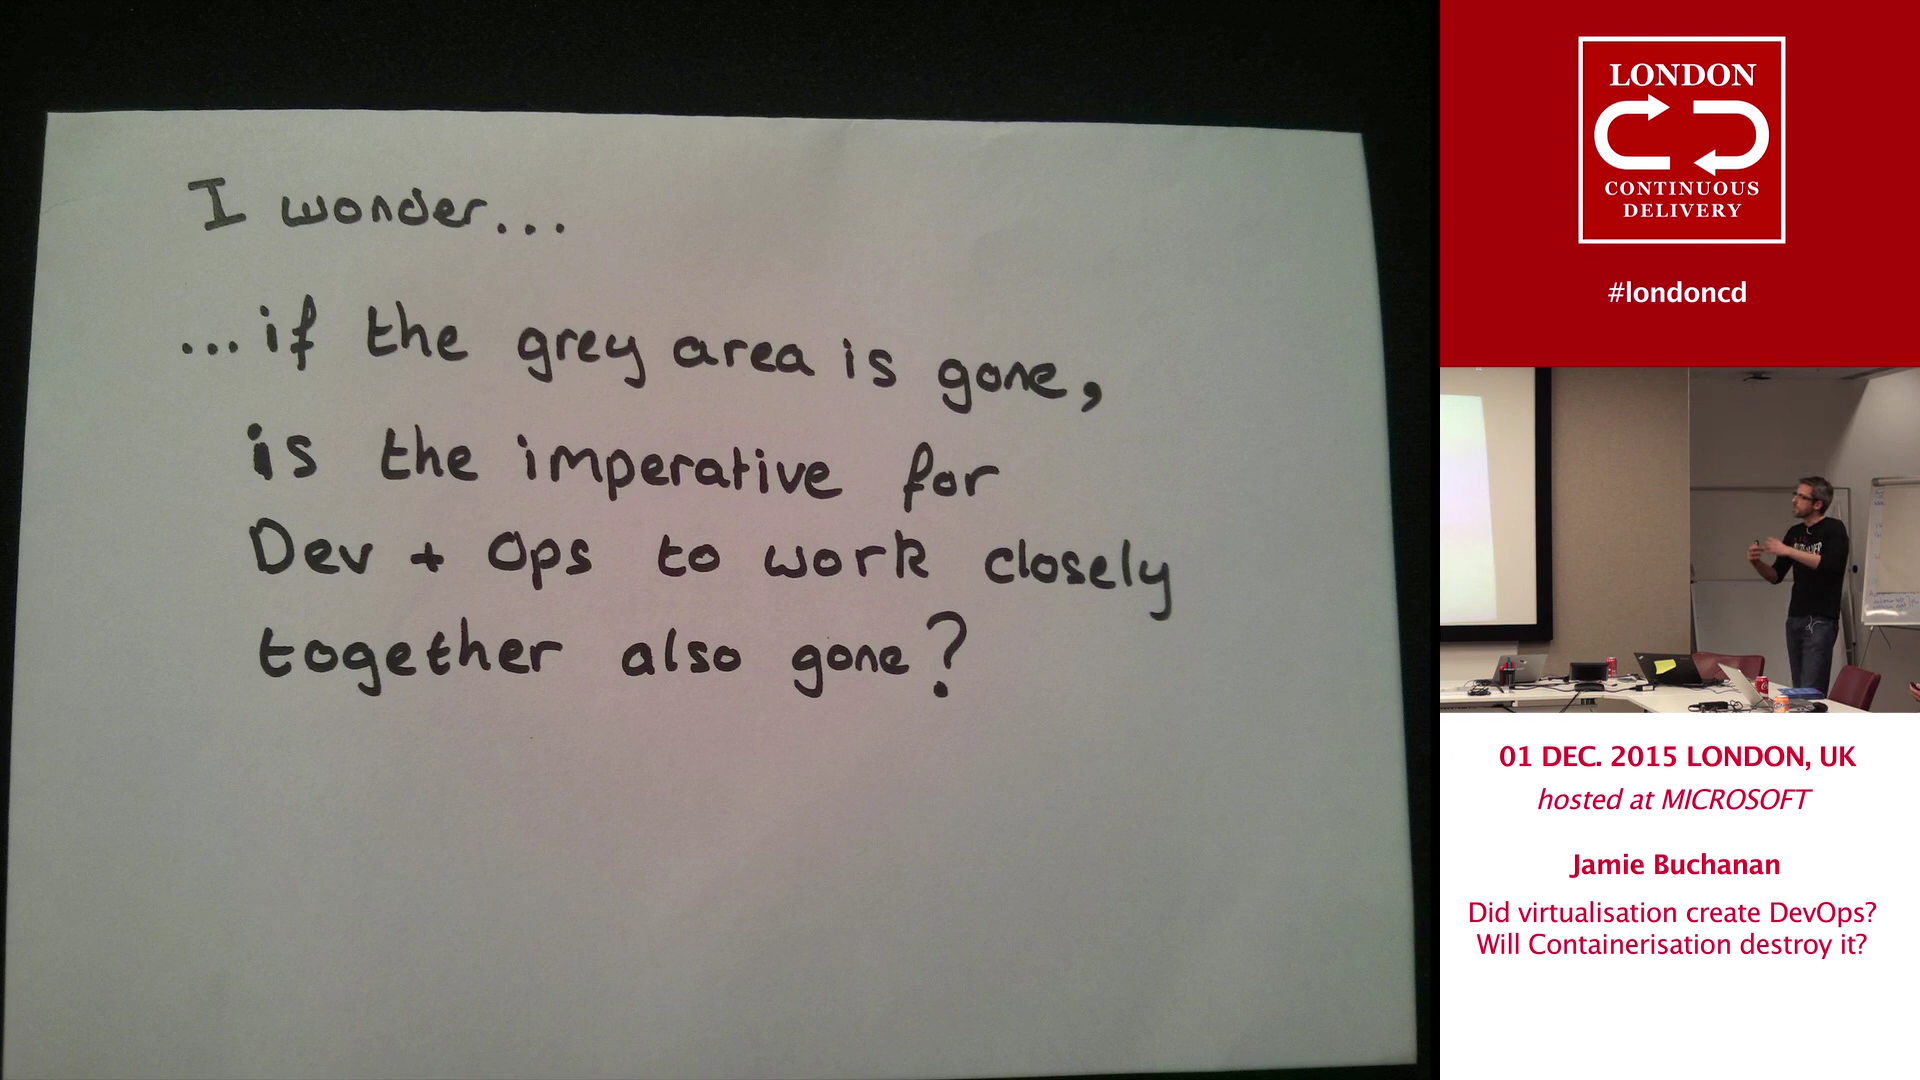 I wonder...
...if the grey area is gone,
is the imperative for
Dev + Ops to work closely
together also gone?
LONDON
CONTINUOUS
DELIVERY
#londoncd
01 DEC. 2015 LONDON, UK
hosted at MICROSOFT
Jamie Buchanan
Did virtualisation create DevOps?
Will Containerisation destroy it?